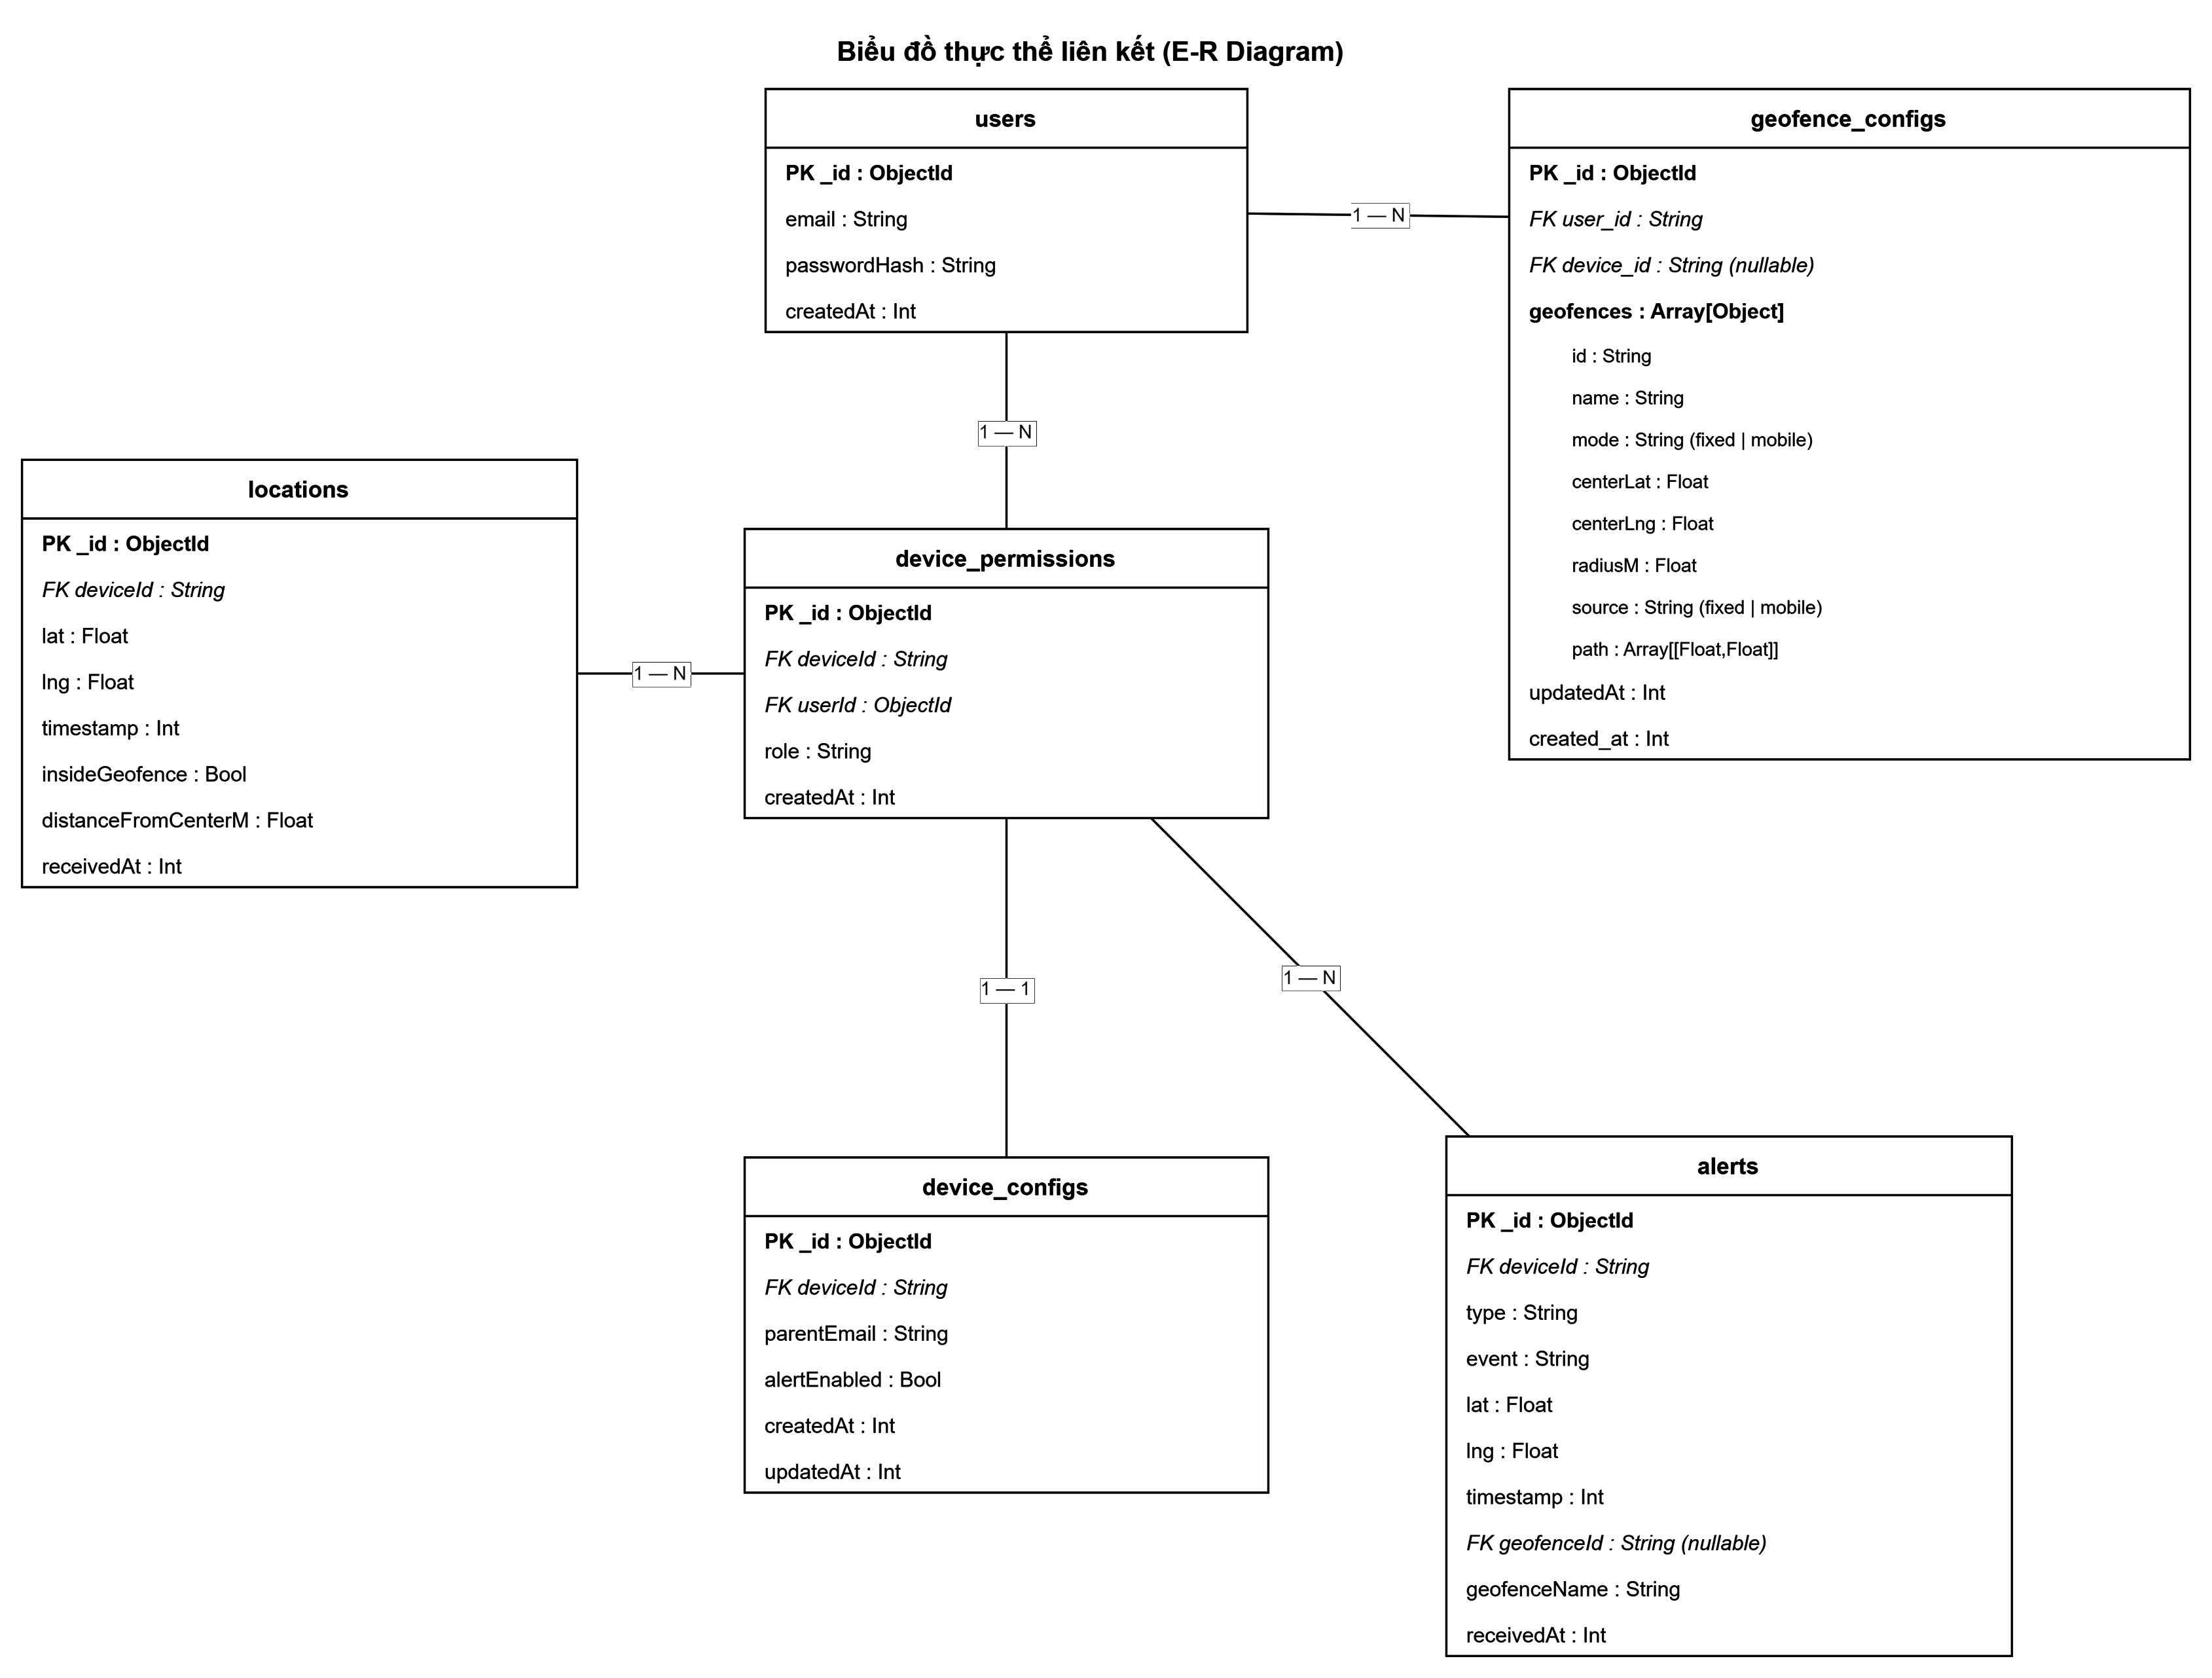 Biểu đồ thực thể liên kết (E-R Diagram)
users
PK _id : ObjectId
email : String
passwordHash : String
createdAt : Int
1 — N
geofence_configs
PK _id : ObjectId
FK user_id : String
FK device_id : String (nullable)
geofences : Array[Object]
id : String
name : String
mode : String (fixed | mobile)
centerLat : Float
centerLng : Float
radiusM : Float
source : String (fixed | mobile)
path : Array[[Float,Float]]
updatedAt : Int
created_at : Int
1 — N
locations
PK _id : ObjectId
FK deviceId : String
lat : Float
lng : Float
timestamp : Int
insideGeofence : Bool
distanceFromCenterM : Float
receivedAt : Int
1 — N
device_permissions
PK _id : ObjectId
FK deviceId : String
FK userId : ObjectId
role : String
createdAt : Int
1 — 1
1 — N
device_configs
PK _id : ObjectId
FK deviceId : String
parentEmail : String
alertEnabled : Bool
createdAt : Int
updatedAt : Int
alerts
PK _id : ObjectId
FK deviceId : String
type : String
event : String
lat : Float
lng : Float
timestamp : Int
FK geofenceId : String (nullable)
geofenceName : String
receivedAt : Int